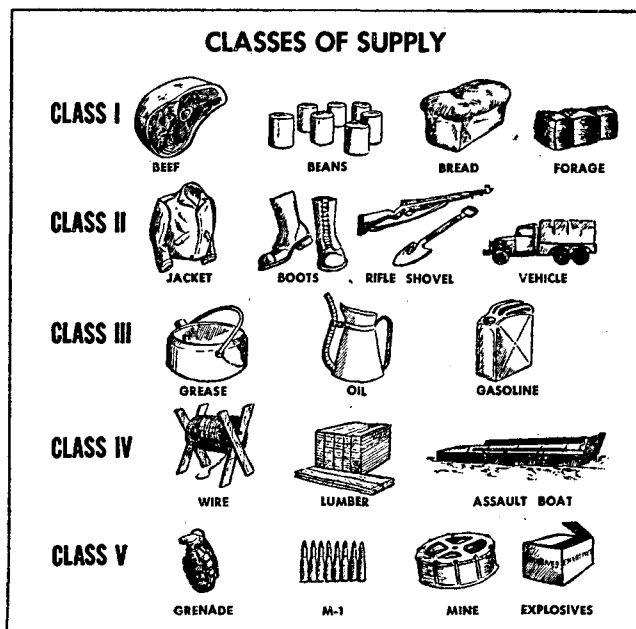 CLASSES OF SUPPLY
CLASS I
BEEF
BEANS
BREAD
FORAGE
CLASS II
JACKET
BOOTS
RIFLE SHOVEL
VEHICLE
CLASS III
GREASE
OIL
GASOLINE
CLASS IV
WIRE
LUMBER
ASSAULT BOAT
CLASS V
GRENADE
M-1
MINE
EXPLOSIVES